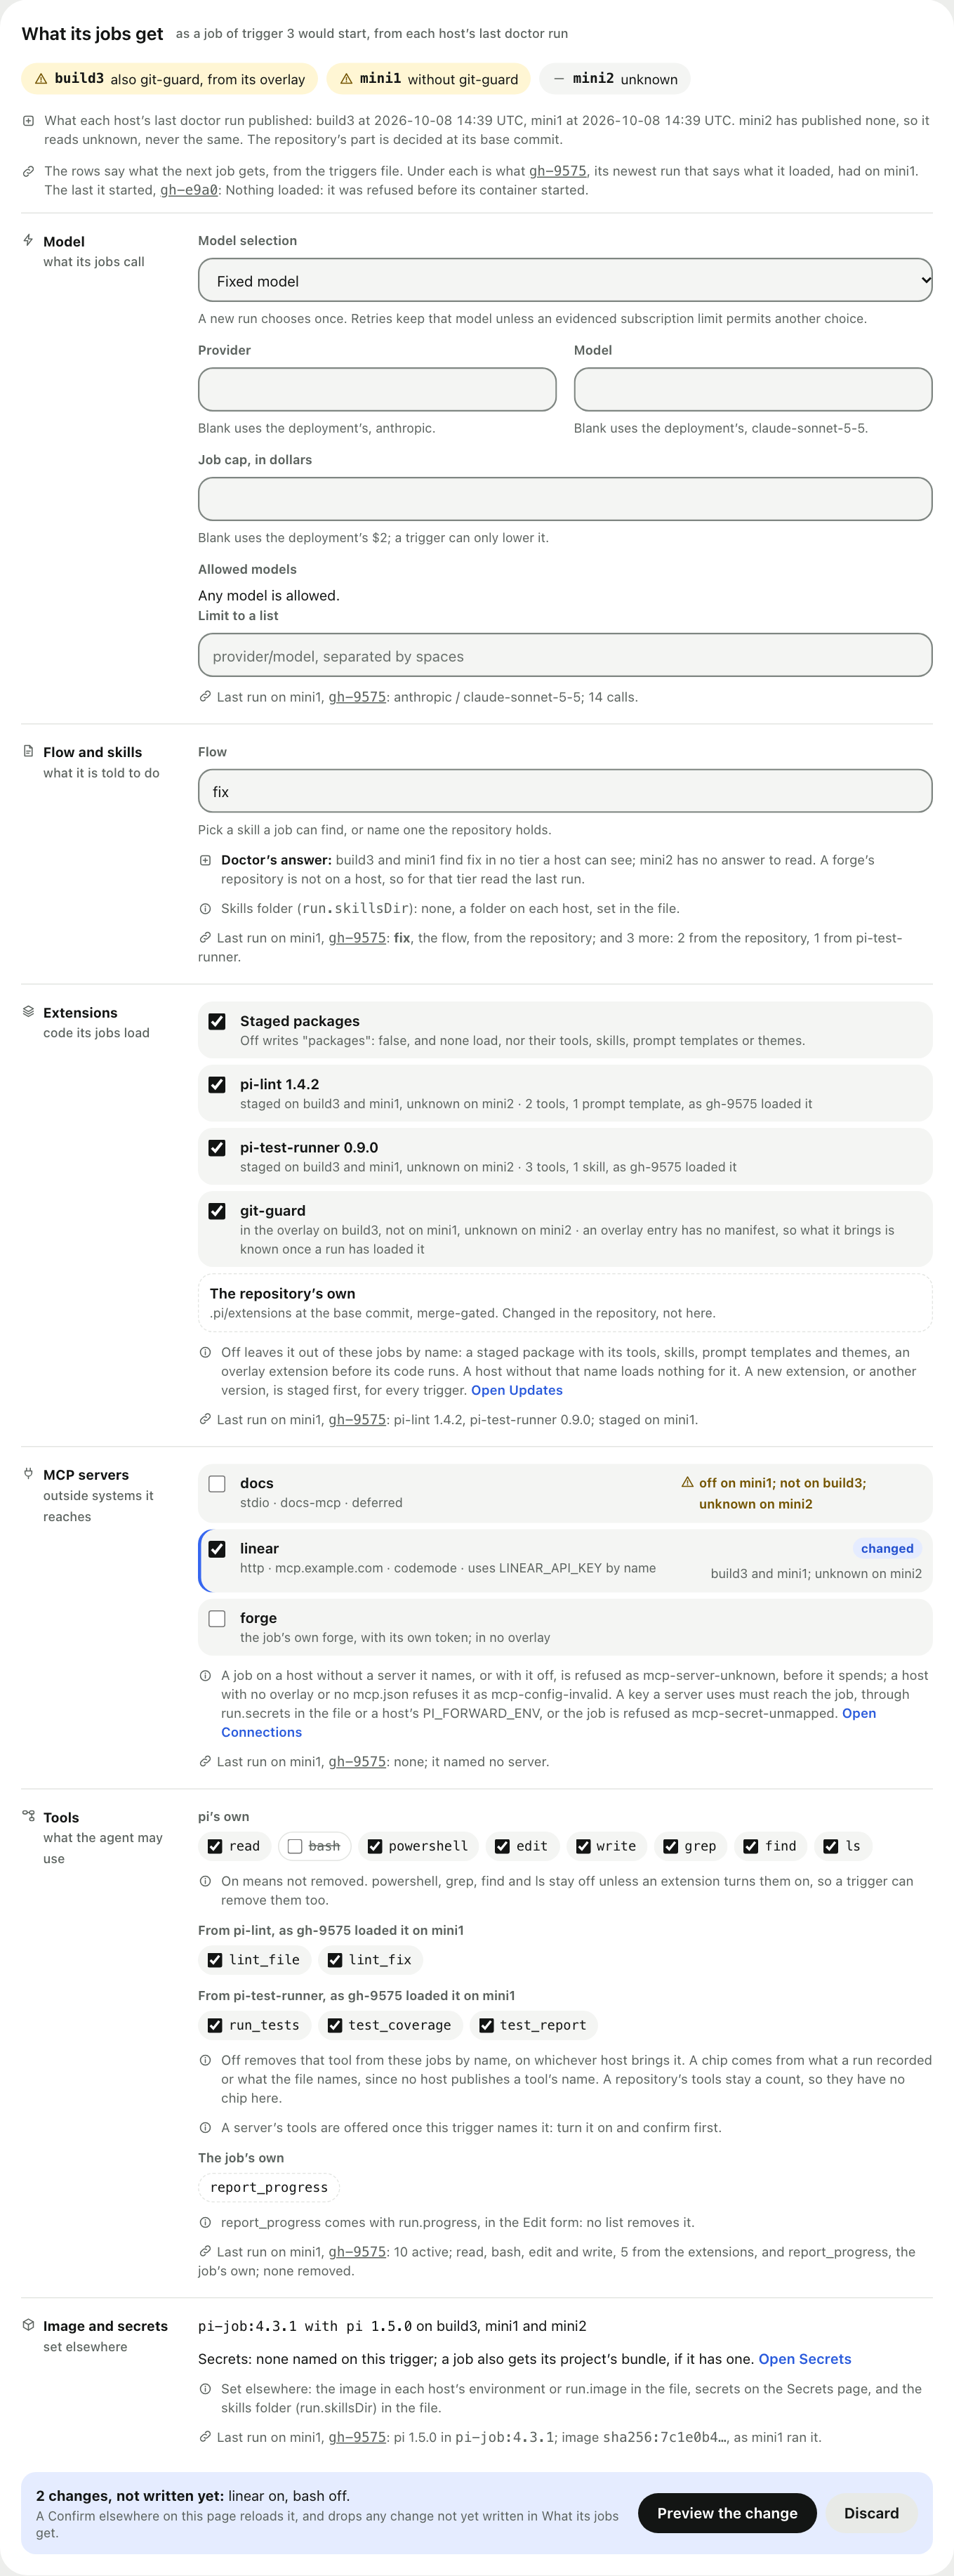 What its jobs get as a job of trigger 3 would start, from each host’s last doctor run
build3 also git-guard, from its overlay mini1 without git-guard mini2 unknown
What each host’s last doctor run published: build3 at 2026-10-08 14:39 UTC, mini1 at 2026-10-08 14:39 UTC. mini2 has published none, so it
reads unknown, never the same. The repository’s part is decided at its base commit.
The rows say what the next job gets, from the triggers file. Under each is what gh-9575, its newest run that says what it loaded, had on mini1.
The last it started, gh-e9a0: Nothing loaded: it was refused before its container started.
Model
what its jobs call
Model selection
Fixed model
A new run chooses once. Retries keep that model unless an evidenced subscription limit permits another choice.
Provider Model
Blank uses the deployment’s, anthropic. Blank uses the deployment’s, claude-sonnet-5-5.
Job cap, in dollars
Blank uses the deployment’s $2; a trigger can only lower it.
Allowed models
Any model is allowed.
Limit to a list
provider/model, separated by spaces
Last run on mini1, gh-9575: anthropic / claude-sonnet-5-5; 14 calls.
Flow and skills
what it is told to do
Flow
fix
Pick a skill a job can find, or name one the repository holds.
Doctor’s answer: build3 and mini1 find fix in no tier a host can see; mini2 has no answer to read. A forge’s
repository is not on a host, so for that tier read the last run.
Skills folder (run.skillsDir): none, a folder on each host, set in the file.
Last run on mini1, gh-9575: fix, the flow, from the repository; and 3 more: 2 from the repository, 1 from pi-test-
runner.
Extensions
code its jobs load
Staged packages
Off writes "packages": false, and none load, nor their tools, skills, prompt templates or themes.
pi-lint 1.4.2
staged on build3 and mini1, unknown on mini2 · 2 tools, 1 prompt template, as gh-9575 loaded it
pi-test-runner 0.9.0
staged on build3 and mini1, unknown on mini2 · 3 tools, 1 skill, as gh-9575 loaded it
git-guard
in the overlay on build3, not on mini1, unknown on mini2 · an overlay entry has no manifest, so what it brings is
known once a run has loaded it
The repository’s own
.pi/extensions at the base commit, merge-gated. Changed in the repository, not here.
Off leaves it out of these jobs by name: a staged package with its tools, skills, prompt templates and themes, an
overlay extension before its code runs. A host without that name loads nothing for it. A new extension, or another
version, is staged first, for every trigger. Open Updates
Last run on mini1, gh-9575: pi-lint 1.4.2, pi-test-runner 0.9.0; staged on mini1.
MCP servers
outside systems it
reaches
docs
stdio · docs-mcp · deferred
off on mini1; not on build3;
unknown on mini2
linear
http · mcp.example.com · codemode · uses LINEAR_API_KEY by name
changed
build3 and mini1; unknown on mini2
forge
the job’s own forge, with its own token; in no overlay
A job on a host without a server it names, or with it off, is refused as mcp-server-unknown, before it spends; a host
with no overlay or no mcp.json refuses it as mcp-config-invalid. A key a server uses must reach the job, through
run.secrets in the file or a host’s PI_FORWARD_ENV, or the job is refused as mcp-secret-unmapped. Open
Connections
Last run on mini1, gh-9575: none; it named no server.
Tools
what the agent may
use
pi’s own
read bash powershell edit write grep find ls
On means not removed. powershell, grep, find and ls stay off unless an extension turns them on, so a trigger can
remove them too.
From pi-lint, as gh-9575 loaded it on mini1
lint_file lint_fix
From pi-test-runner, as gh-9575 loaded it on mini1
run_tests test_coverage test_report
Off removes that tool from these jobs by name, on whichever host brings it. A chip comes from what a run recorded
or what the file names, since no host publishes a tool’s name. A repository’s tools stay a count, so they have no
chip here.
A server’s tools are offered once this trigger names it: turn it on and confirm first.
The job’s own
report_progress
report_progress comes with run.progress, in the Edit form: no list removes it.
Last run on mini1, gh-9575: 10 active; read, bash, edit and write, 5 from the extensions, and report_progress, the
job’s own; none removed.
Image and secrets
set elsewhere
pi-job:4.3.1 with pi 1.5.0 on build3, mini1 and mini2
Secrets: none named on this trigger; a job also gets its project’s bundle, if it has one. Open Secrets
Set elsewhere: the image in each host’s environment or run.image in the file, secrets on the Secrets page, and the
skills folder (run.skillsDir) in the file.
Last run on mini1, gh-9575: pi 1.5.0 in pi-job:4.3.1; image sha256:7c1e0b4…, as mini1 ran it.
2 changes, not written yet: linear on, bash off.
A Confirm elsewhere on this page reloads it, and drops any change not yet written in What its jobs
get.
Preview the change Discard